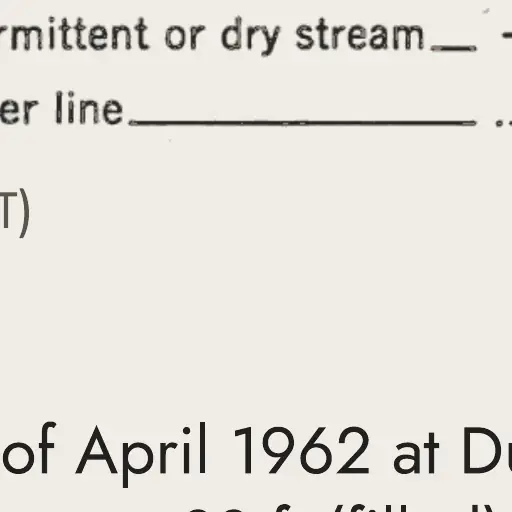 rmittent or dry stream
er line
T)
of April 1962 at Du